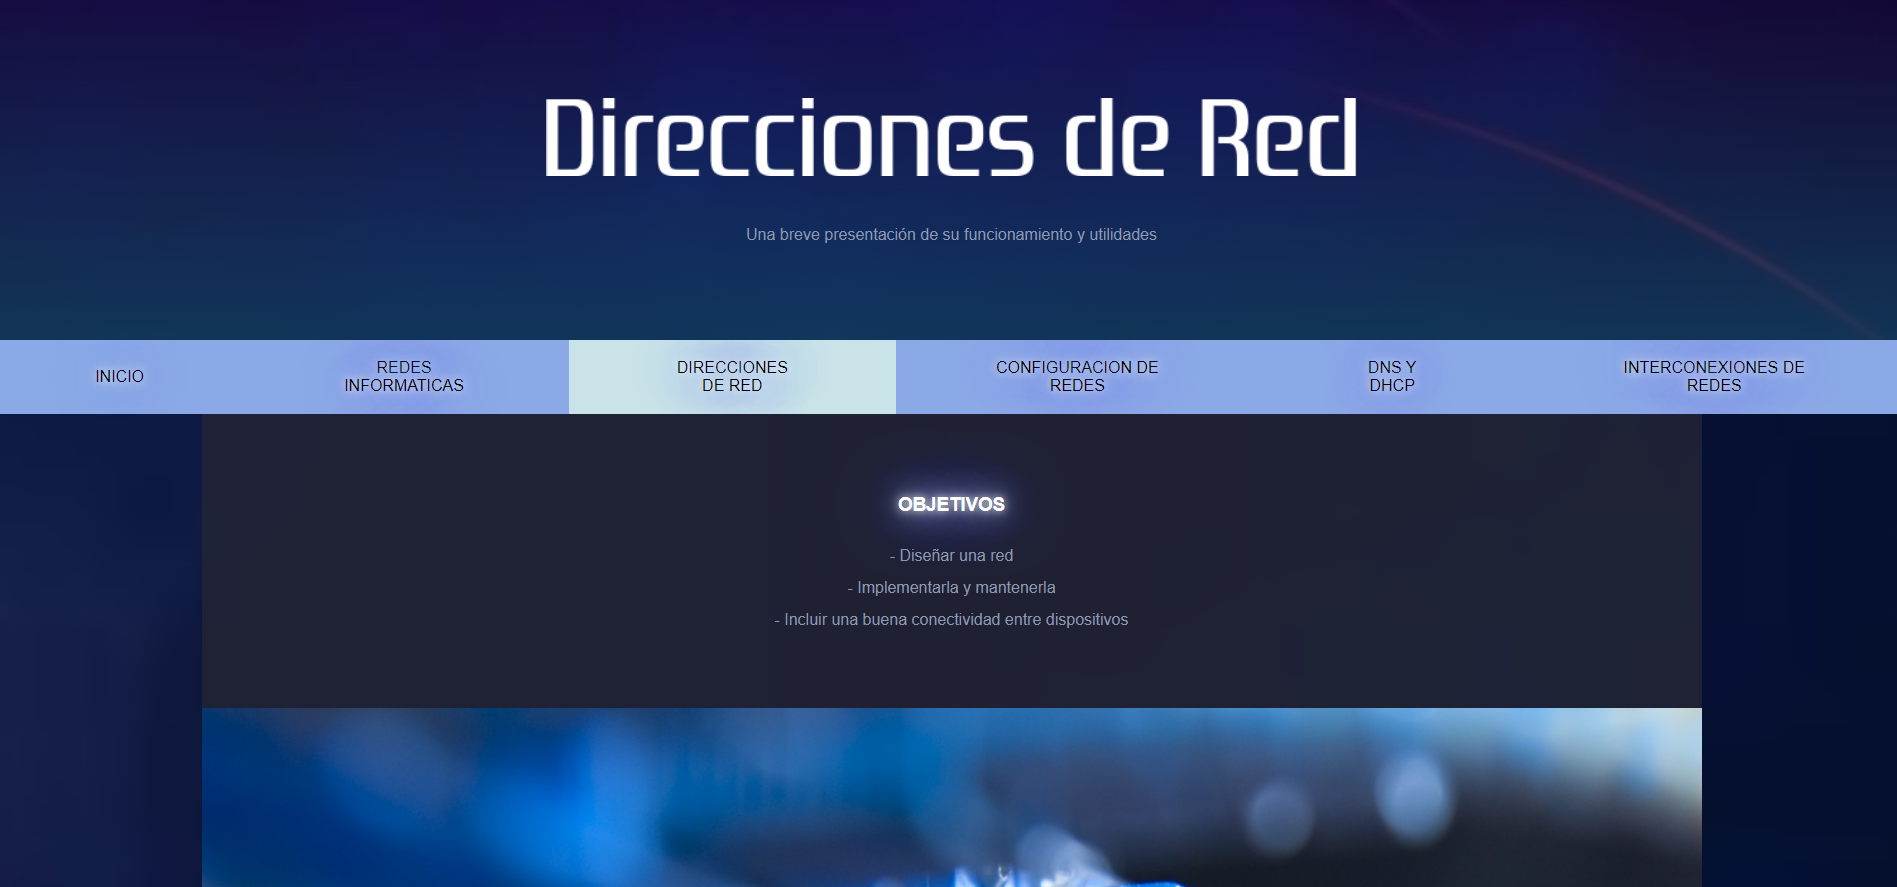 Direcciones de Red
Una breve presentación de su funcionamiento y utilidades
INICIO
REDES
INFORMATICAS
DIRECCIONES
DE RED
CONFIGURACION DE
REDES
DNS Y
DHCP
INTERCONEXIONES DE
REDES
OBJETIVOS
- Diseñar una red
- Implementarla y mantenerla
- Incluir una buena conectividad entre dispositivos